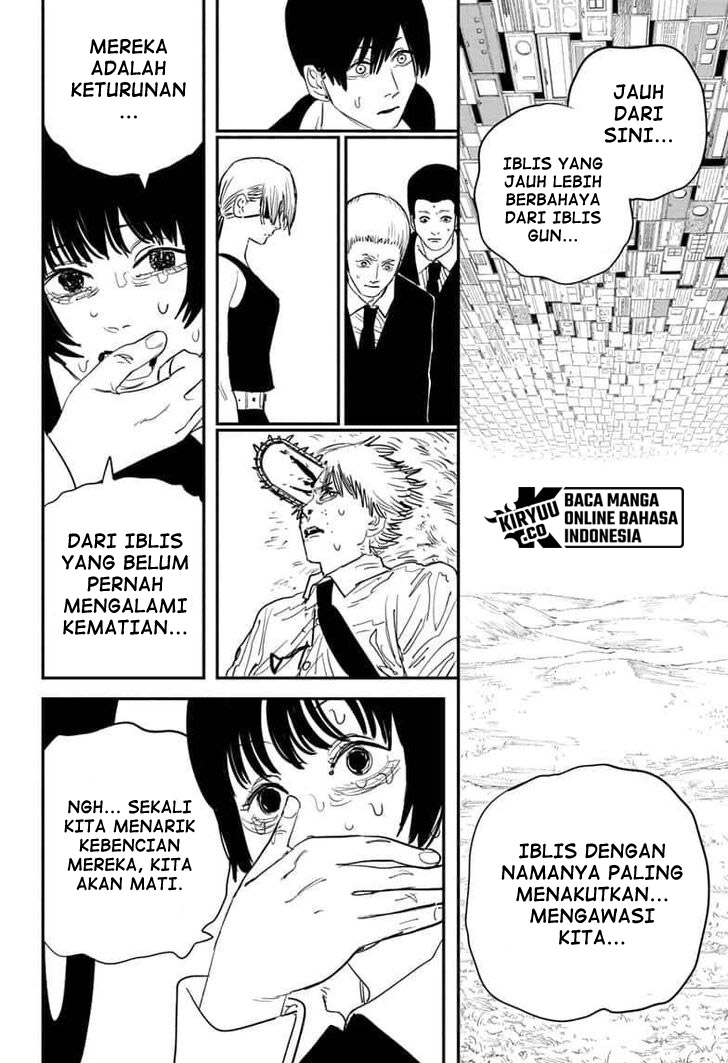 JAUH
DARI
SINI...
IBLIS YANG
JAUH LEBIH
BERBAHAYA
DARI IBLIS
GUN...
KIRYUU
.CO
BACA MANGA
ONLINE BAHASA
INDONESIA
IBLIS DENGAN
NAMANYA PALING
MENAKUTKAN...
MENGAWASI
KITA...
MEREKA
ADALAH
KETURUNAN
...
DARI IBLIS
YANG BELUM
PERNAH
MENGALAMI
KEMATIAN...
NGH... SEKALI
KITA MENARIK
KEBENCIAN
MEREKA, KITA
AKAN MATI.